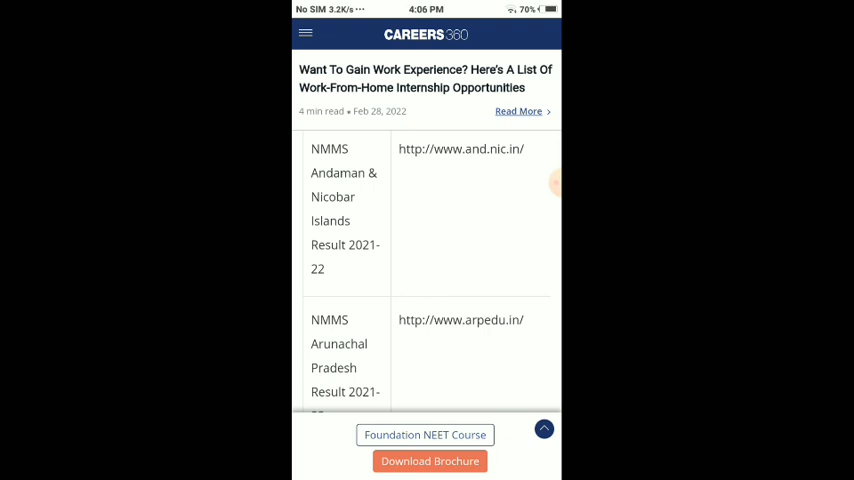 No SIM 3.2K/s ··· 4:06 PM 70%
CAREERS360
Want To Gain Work Experience? Here's A List Of
Work-From-Home Internship Opportunities
4 min read • Feb 28, 2022 Read More ›
NMMS http://www.and.nic.in/
Andaman &
Nicobar
Islands
Result 2021-
22
NMMS http://www.arpedu.in/
Arunachal
Pradesh
Result 2021-
Foundation NEET Course
Download Brochure